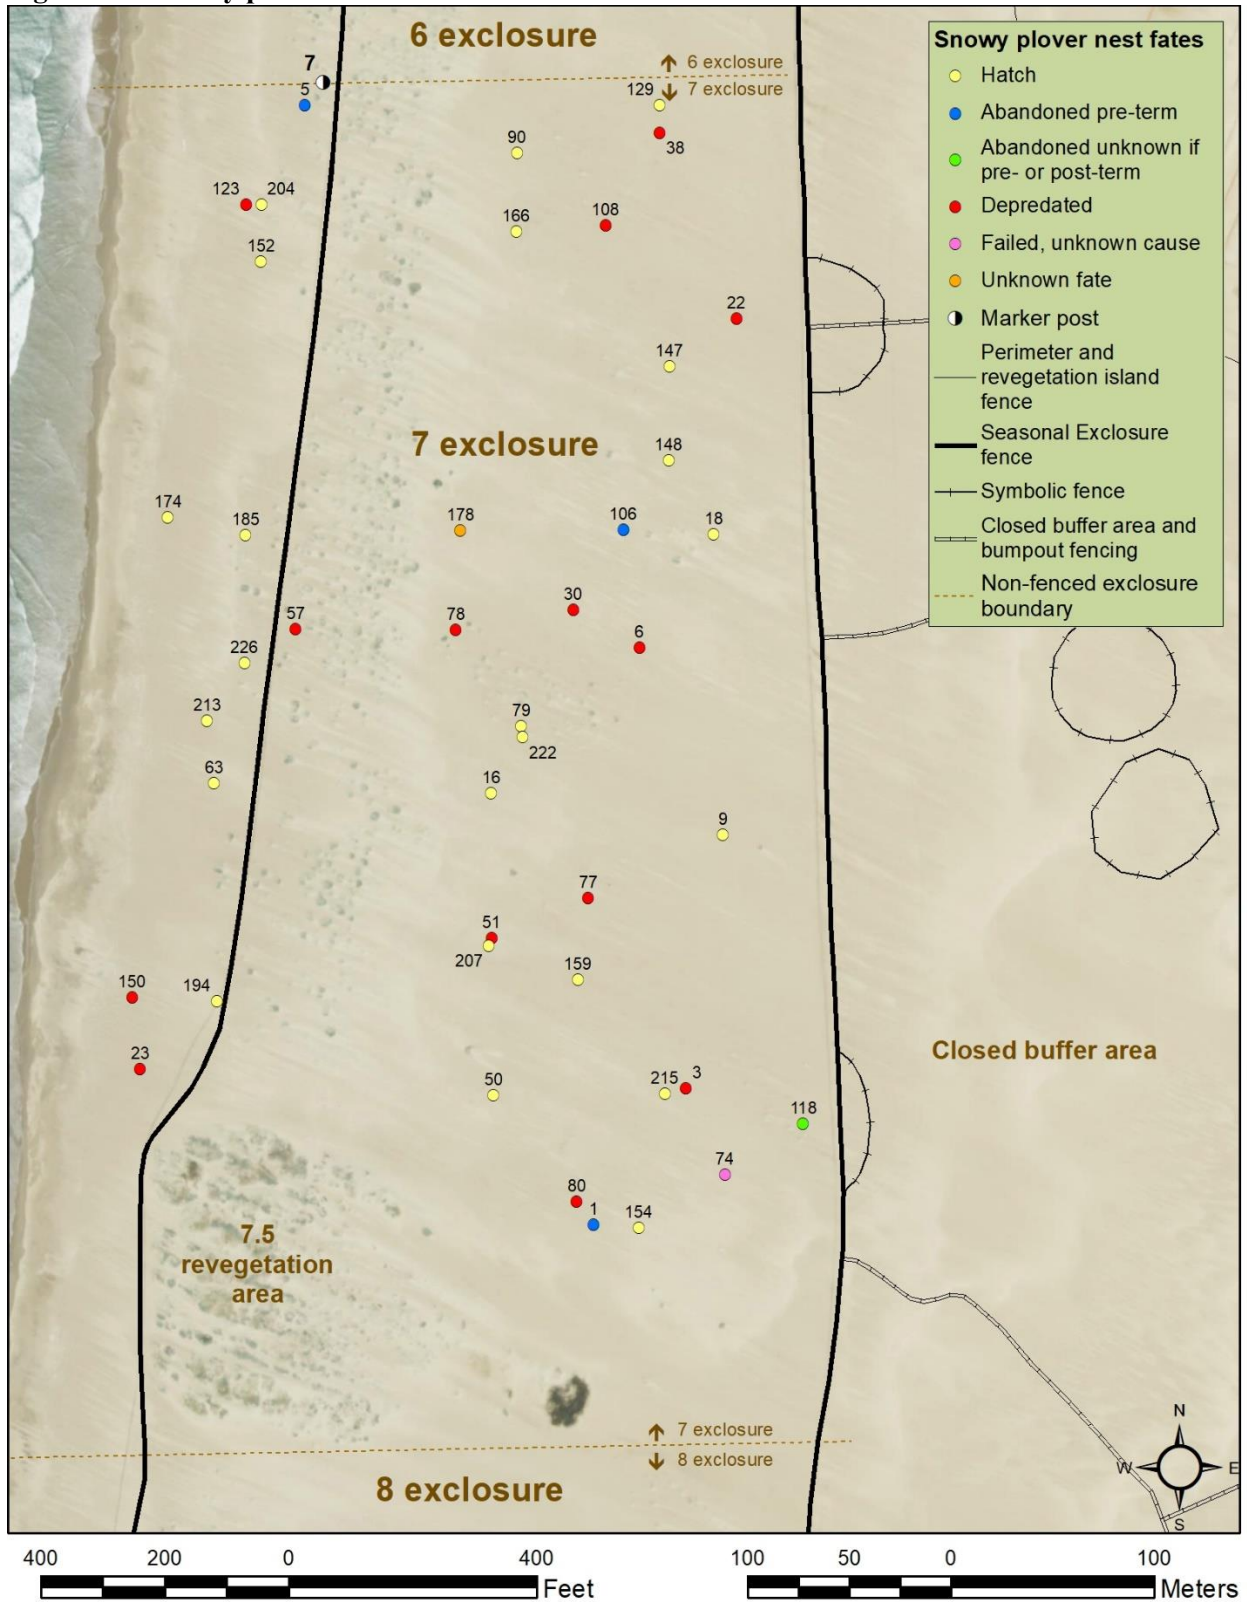 6 exclosure
7
6 exclosure
7 exclosure
5
129
38
90
123
204
166
108
152
22
147
7 exclosure
148
174
185
178
106
18
30
57
78
6
226
213
79
222
63
16
9
77
51
207
159
150
194
23
50
215
3
118
74
80
1
154
Closed buffer area
7.5
revegetation
area
7 exclosure
8 exclosure
8 exclosure
Snowy plover nest fates
Hatch
Abandoned pre-term
Abandoned unknown if
pre- or post-term
Depredated
Failed, unknown cause
Unknown fate
Marker post
Perimeter and
revegetation island
fence
Seasonal Exclosure
fence
Symbolic fence
Closed buffer area and
bumpout fencing
Non-fenced exclosure
boundary
N
W E
S
400 200 0 400 Feet
100 50 0 100 Meters